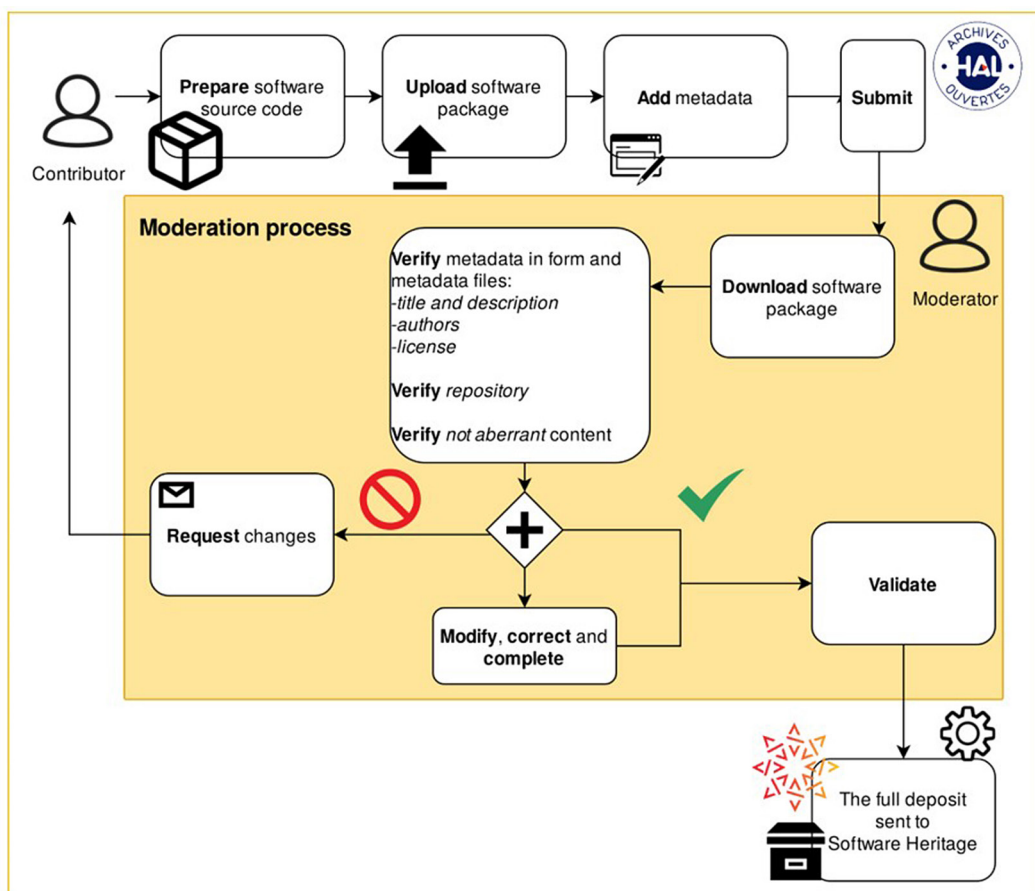 Prepare software
source code
Upload software
package
Add metadata
Submit
ARCHIVES
HAL
OUVERTES
Contributor
Moderation process
Verify metadata in form and
metadata files:
-title and description
-authors
-license
Verify repository
Verify not aberrant content
Download software
package
Moderator
Request changes
Modify, correct and
complete
Validate
The full deposit
sent to
Software Heritage